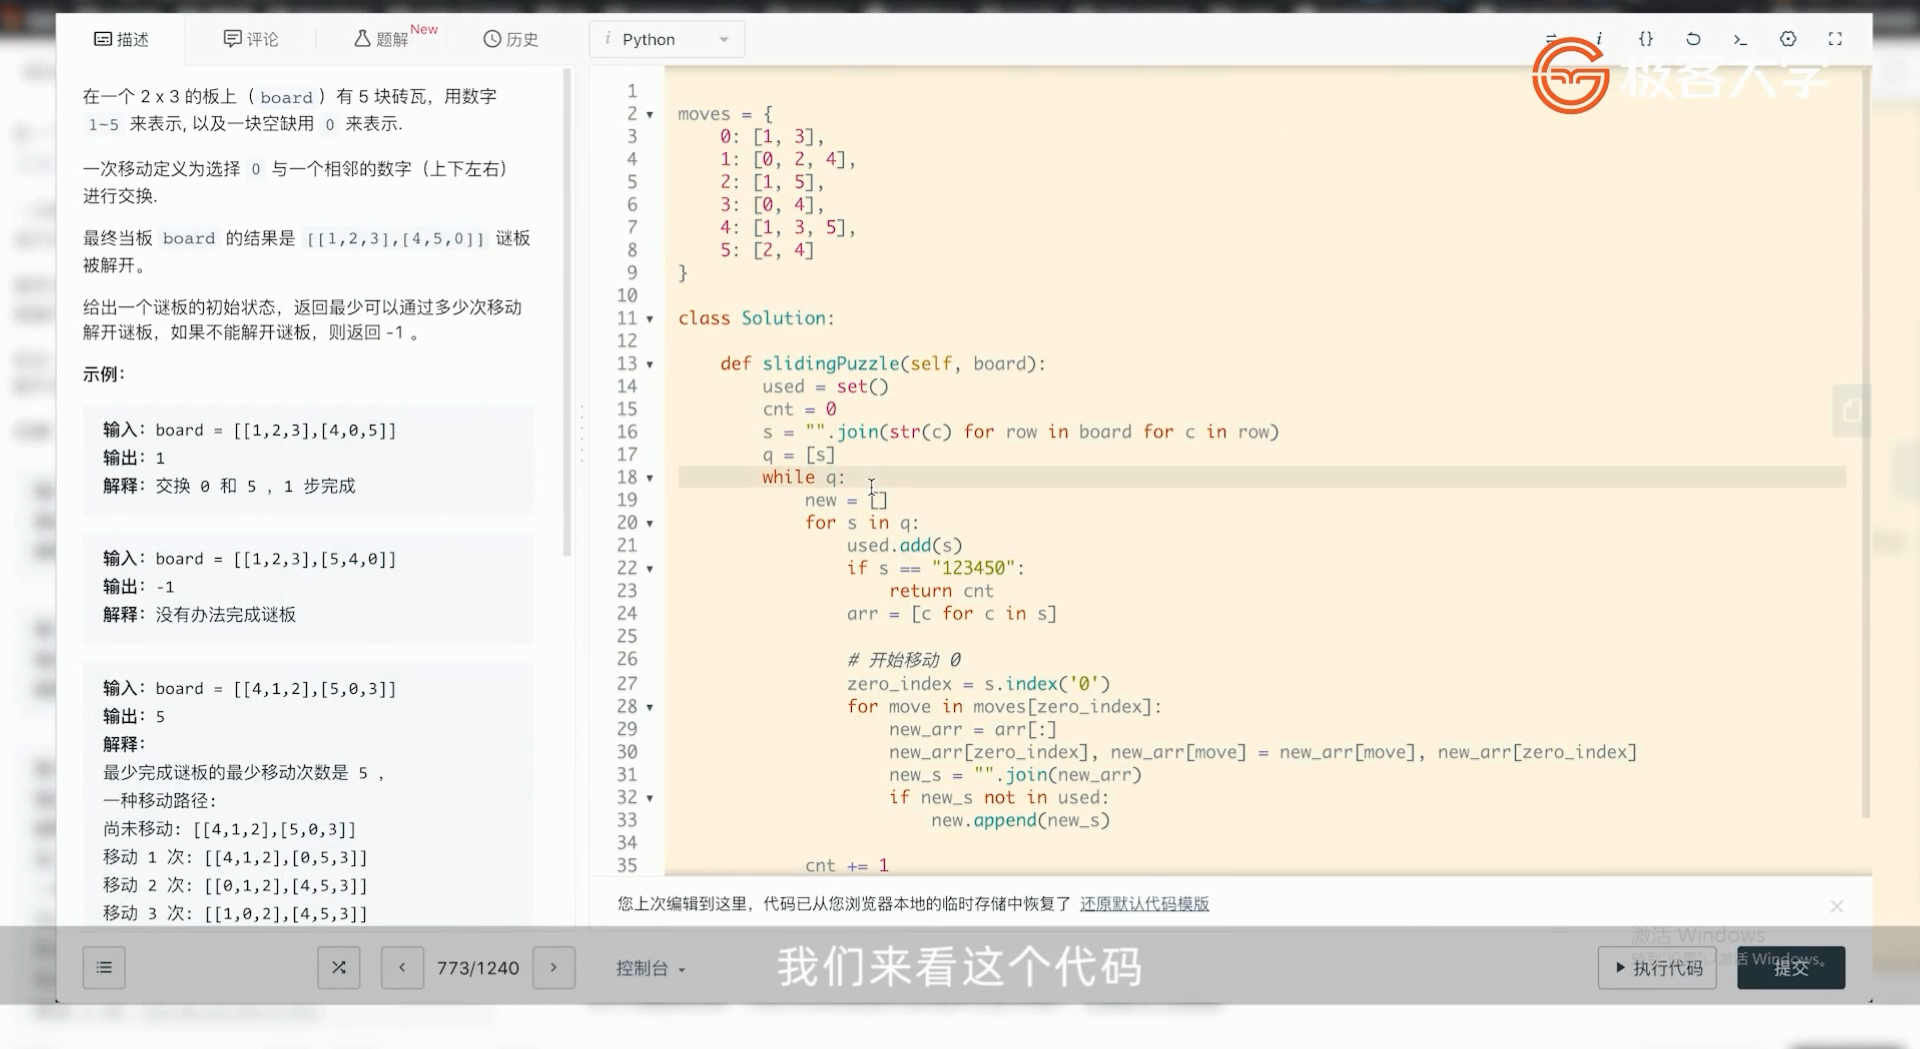 描述
评论
题解 New
历史
i Python
极客大学
在一个 2 x 3 的板上（board）有 5 块砖瓦，用数字
1~5 来表示, 以及一块空缺用 0 来表示.
一次移动定义为选择 0 与一个相邻的数字（上下左右）
进行交换.
最终当板 board 的结果是 [[1,2,3],[4,5,0]] 谜板
被解开。
给出一个谜板的初始状态，返回最少可以通过多少次移动
解开谜板，如果不能解开谜板，则返回 -1 。
示例：
输入：board = [[1,2,3],[4,0,5]]
输出：1
解释：交换 0 和 5 ，1 步完成
输入：board = [[1,2,3],[5,4,0]]
输出：-1
解释：没有办法完成谜板
输入：board = [[4,1,2],[5,0,3]]
输出：5
解释：
最少完成谜板的最少移动次数是 5 ，
一种移动路径:
尚未移动: [[4,1,2],[5,0,3]]
移动 1 次: [[4,1,2],[0,5,3]]
移动 2 次: [[0,1,2],[4,5,3]]
移动 3 次: [[1,0,2],[4,5,3]]
1
2 moves = {
3     0: [1, 3],
4     1: [0, 2, 4],
5     2: [1, 5],
6     3: [0, 4],
7     4: [1, 3, 5],
8     5: [2, 4]
9 }
10
11 class Solution:
12
13     def slidingPuzzle(self, board):
14         used = set()
15         cnt = 0
16         s = "".join(str(c) for row in board for c in row)
17         q = [s]
18         while q:
19             new = []
20             for s in q:
21                 used.add(s)
22                 if s == "123450":
23                     return cnt
24                 arr = [c for c in s]
25
26                 # 开始移动 0
27                 zero_index = s.index('0')
28                 for move in moves[zero_index]:
29                     new_arr = arr[:]
30                     new_arr[zero_index], new_arr[move] = new_arr[move], new_arr[zero_index]
31                     new_s = "".join(new_arr)
32                     if new_s not in used:
33                         new.append(new_s)
34
35             cnt += 1
您上次编辑到这里，代码已从您浏览器本地的临时存储中恢复了 还原默认代码模版
激活 Windows
773/1240
控制台
我们来看这个代码
执行代码
提交